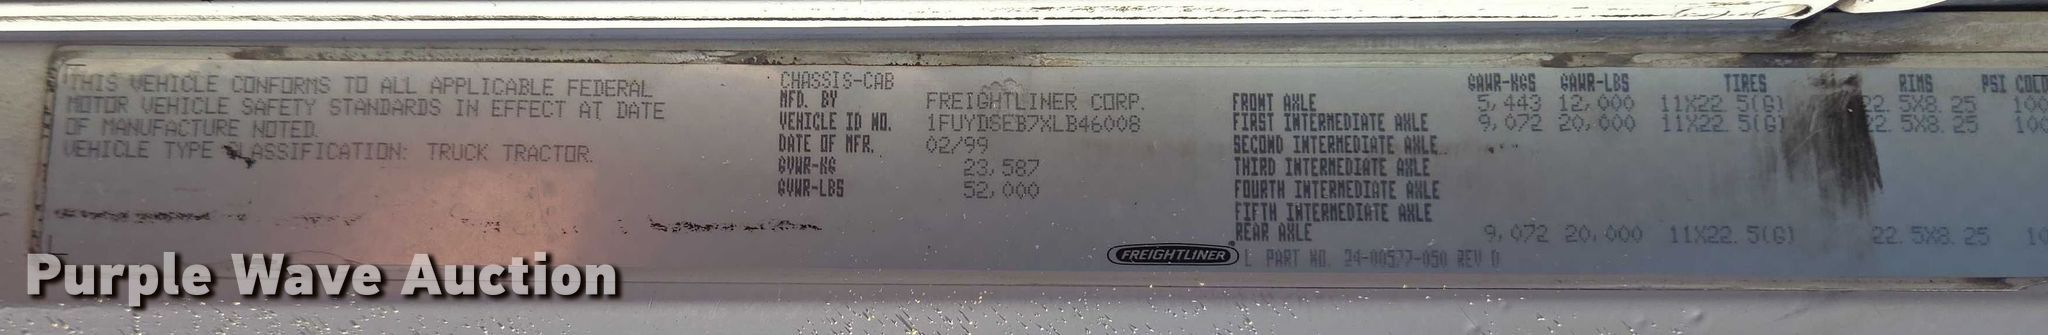 THIS VEHICLE CONFORMS TO ALL APPLICABLE FEDERAL
MOTOR VEHICLE SAFETY STANDARDS IN EFFECT AT DATE
OF MANUFACTURE NOTED.
VEHICLE TYPE CLASSIFICATION: TRUCK TRACTOR.
CHASSIS-CAB
MFD. BY FREIGHTLINER CORP.
VEHICLE ID NO. 1FUYDSEB7XLB46008
DATE OF MFR. 02/99
GVWR-KG 23,587
GVWR-LBS 52,000
GAWR-KGS GAWR-LBS TIRES RIMS PSI COLD
FRONT AXLE 5,443 12,000 11X22.5(G) 22.5X8.25 100
FIRST INTERMEDIATE AXLE 9,072 20,000 11X22.5(G) 22.5X8.25
SECOND INTERMEDIATE AXLE
THIRD INTERMEDIATE AXLE
FOURTH INTERMEDIATE AXLE
FIFTH INTERMEDIATE AXLE
REAR AXLE 9,072 20,000 11X22.5(G) 22.5X8.25
FREIGHTLINER
PART NO. 24-00577-050 REV D
Purple Wave Auction